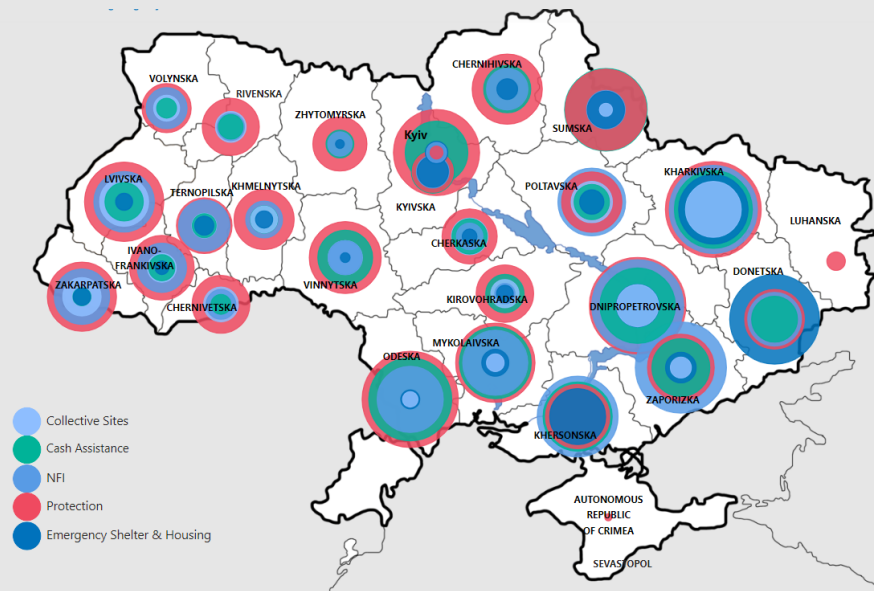 CHERNIHIVSKA
VOLYNSKA
RIVENSKA
ZHYTOMYRSKA
SUMSKA
Kyiv
LVIVSKA
TERNOPILSKA
KHMELNYTSKA
POLTAVSKA
KHARKIVSKA
KYIVSKA
LUHANSKA
CHERKASKA
IVANO-
FRANKIVSKA
DONETSKA
ZAKARPATSKA
VINNYTSKA
CHERNIVETSKA
KIROVOHRADSKA
DNIPROPETROVSKA
MYKOLAIVSKA
ODESKA
ZAPORIZKA
KHERSONSKA
Collective Sites
Cash Assistance
NFI
Protection
Emergency Shelter & Housing
AUTONOMOUS
REPUBLIC
OF CRIMEA
SEVASTOPOL